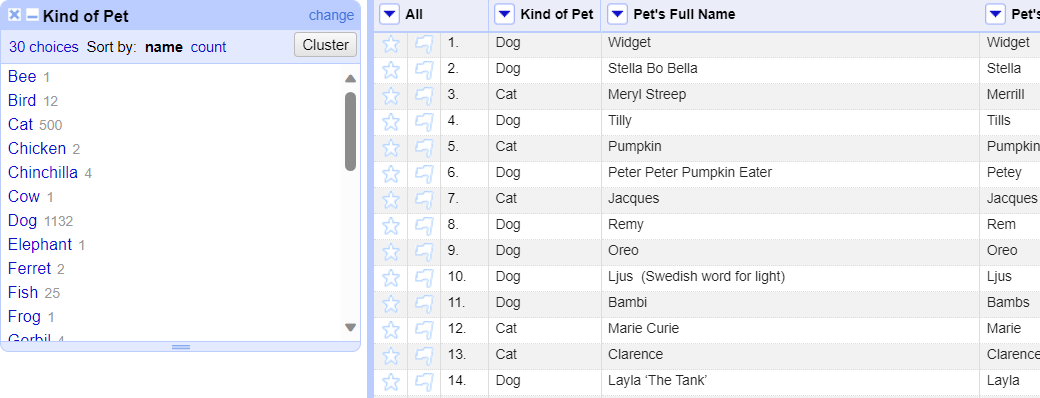 Kind of Pet change
30 choices Sort by: name count Cluster
Bee 1
Bird 12
Cat 500
Chicken 2
Chinchilla 4
Cow 1
Dog 1132
Elephant 1
Ferret 2
Fish 25
Frog 1
Gerbil 4
All Kind of Pet Pet's Full Name Pet's
1. Dog Widget Widget
2. Dog Stella Bo Bella Stella
3. Cat Meryl Streep Merrill
4. Dog Tilly Tills
5. Cat Pumpkin Pumpkin
6. Dog Peter Peter Pumpkin Eater Petey
7. Cat Jacques Jacques
8. Dog Remy Rem
9. Dog Oreo Oreo
10. Dog Ljus (Swedish word for light) Ljus
11. Dog Bambi Bambs
12. Cat Marie Curie Marie
13. Cat Clarence Clarence
14. Dog Layla ‘The Tank’ Layla